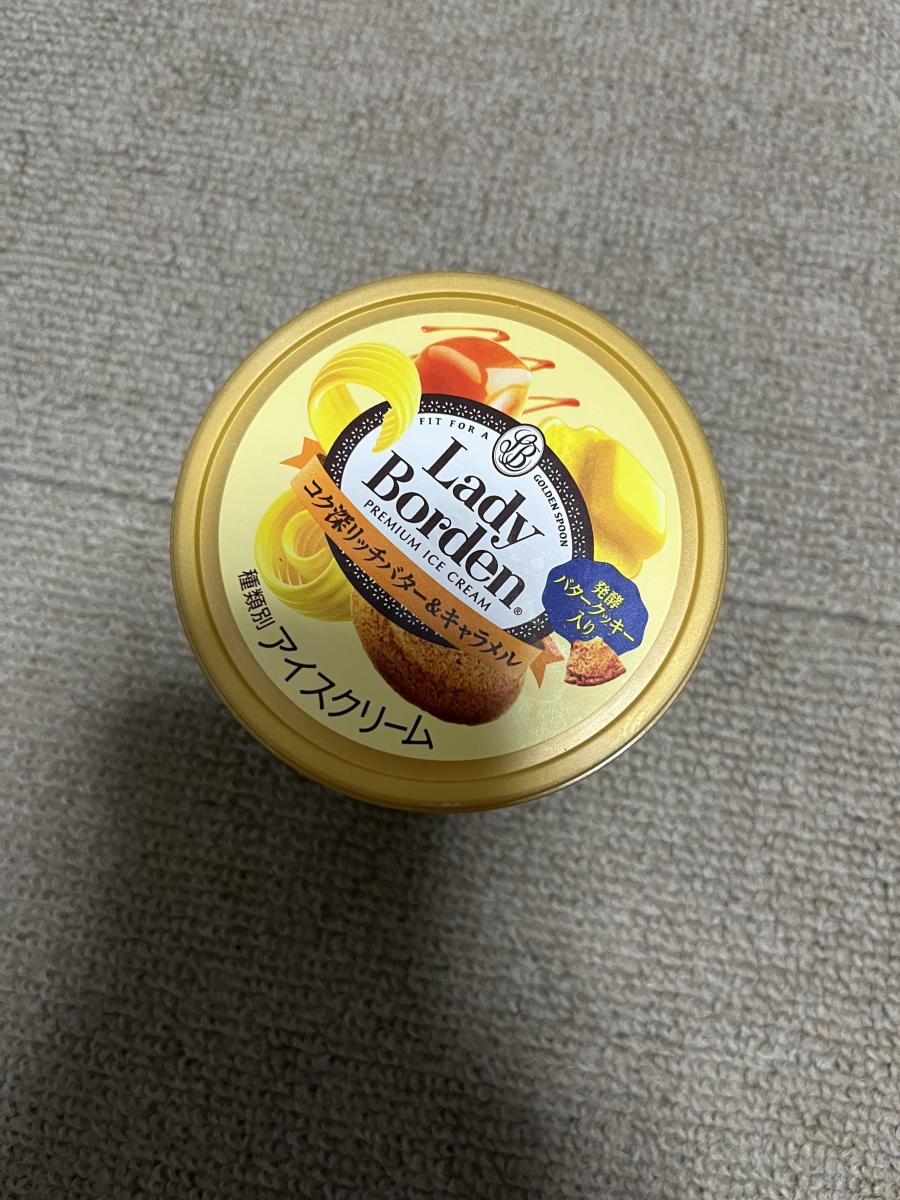 FIT FOR A
LB
GOLDEN SPOON
Lady
Borden®
PREMIUM ICE CREAM
コク深リッチバター&キャラメル
発酵
バタークッキー
入り
種類別 アイスクリーム